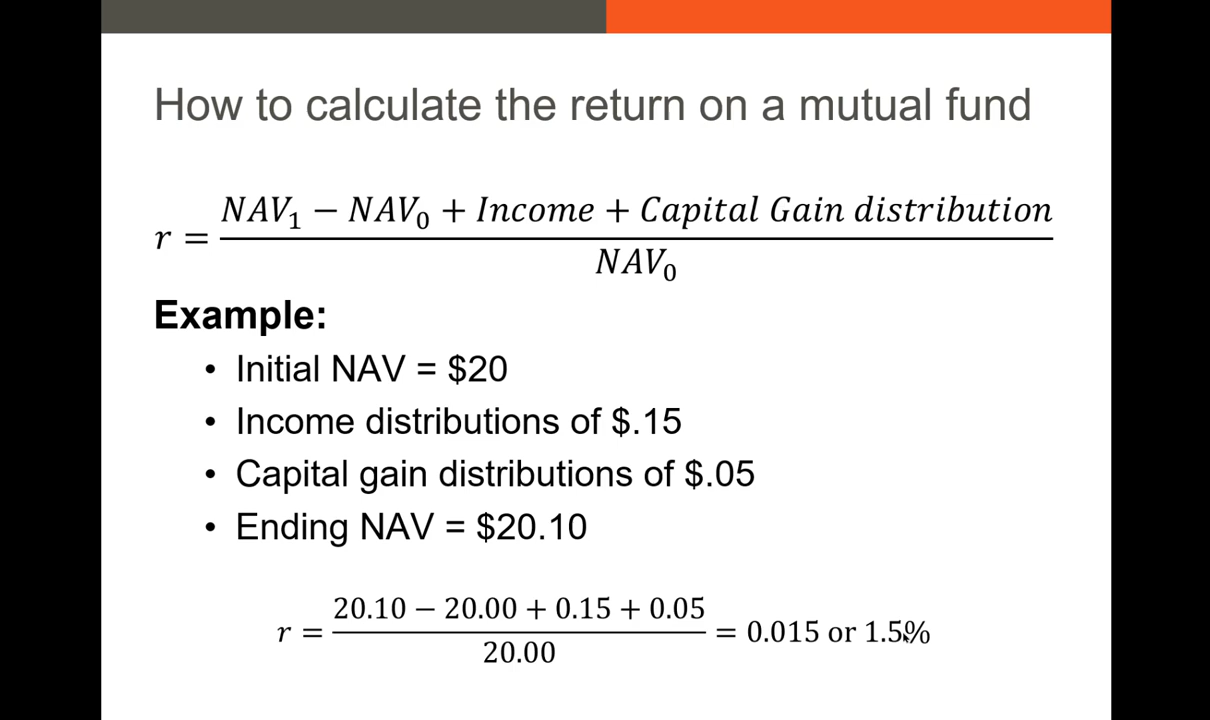 How to calculate the return on a mutual fund
r = (NAV₁ − NAV₀ + Income + Capital Gain distribution) / NAV₀
Example:
• Initial NAV = $20
• Income distributions of $.15
• Capital gain distributions of $.05
• Ending NAV = $20.10
r = (20.10 − 20.00 + 0.15 + 0.05) / 20.00 = 0.015 or 1.5%